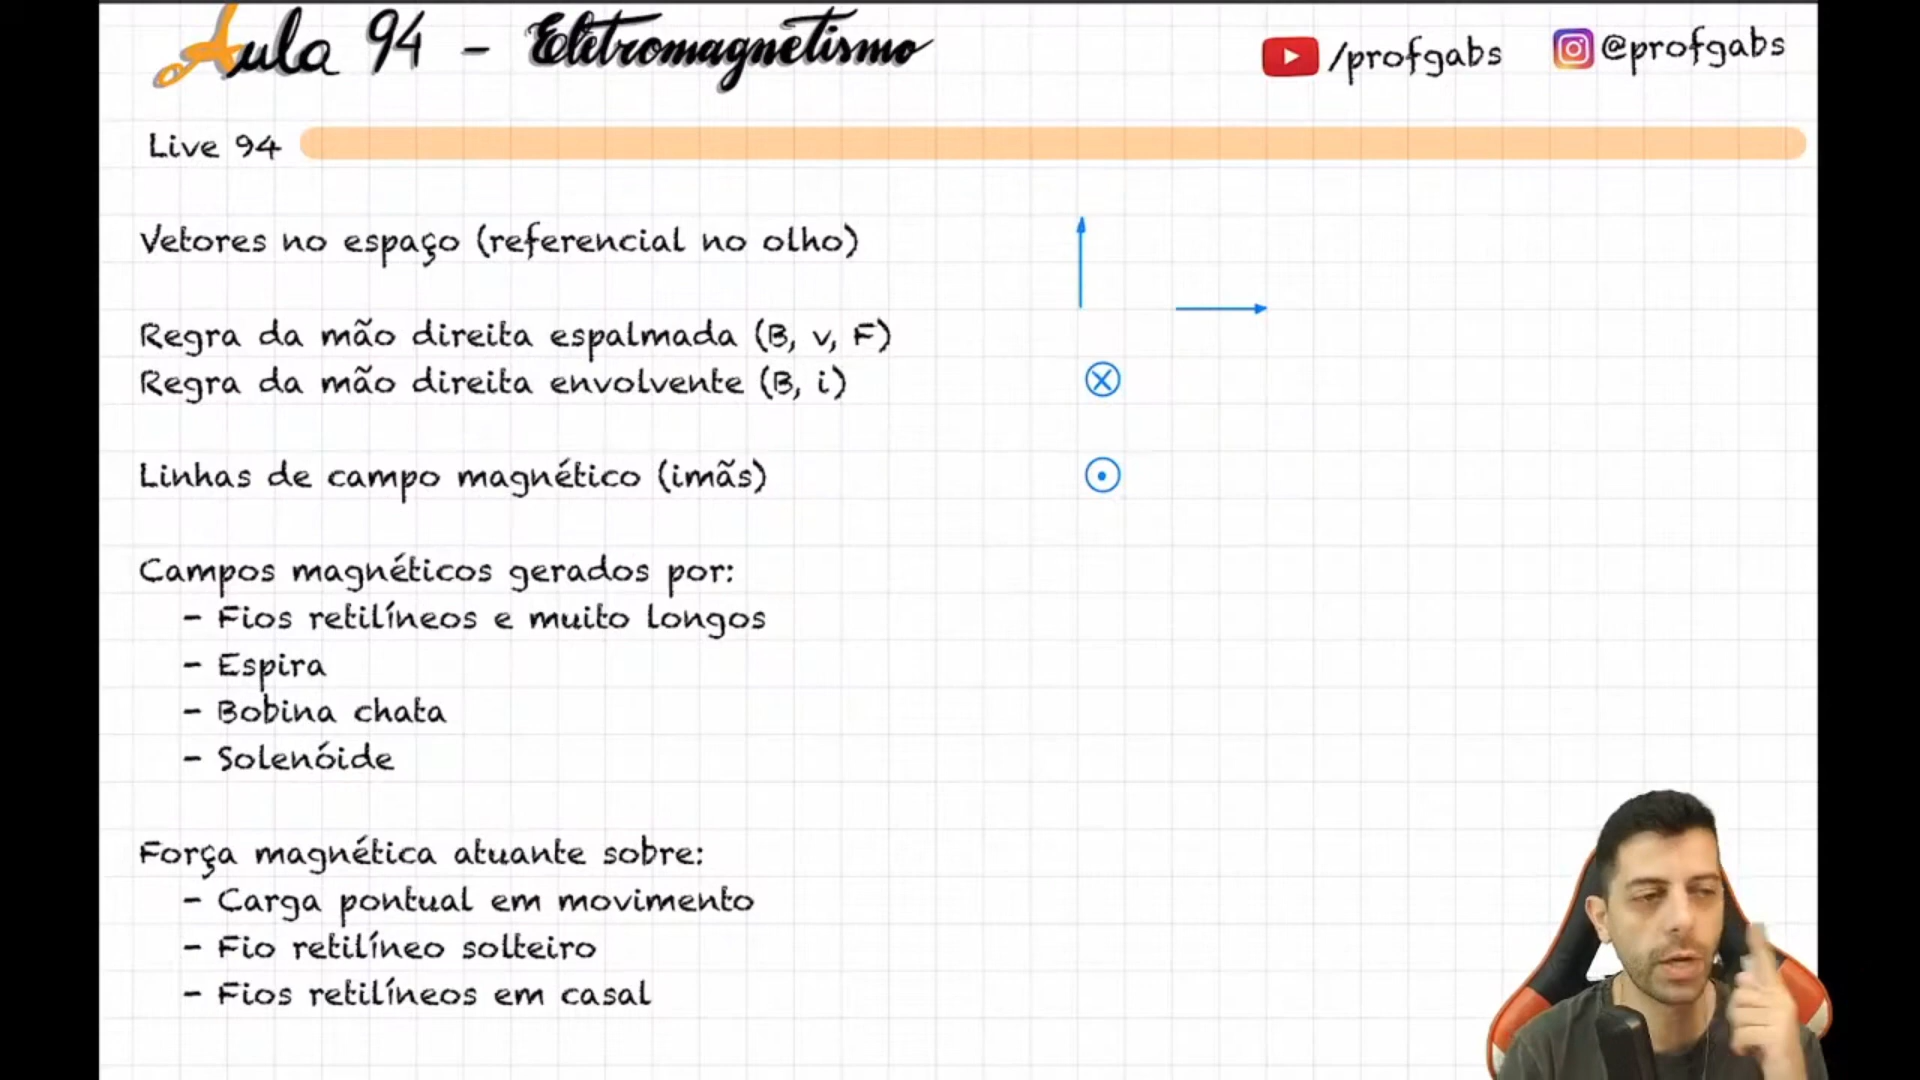 Aula 94 - Eletromagnetismo
/profgabs @profgabs
Live 94
Vetores no espaço (referencial no olho)
Regra da mão direita espalmada (B, v, F)
Regra da mão direita envolvente (B, i)
Linhas de campo magnético (imãs)
Campos magnéticos gerados por:
- Fios retilíneos e muito longos
- Espira
- Bobina chata
- Solenóide
Força magnética atuante sobre:
- Carga pontual em movimento
- Fio retilíneo solteiro
- Fios retilíneos em casal